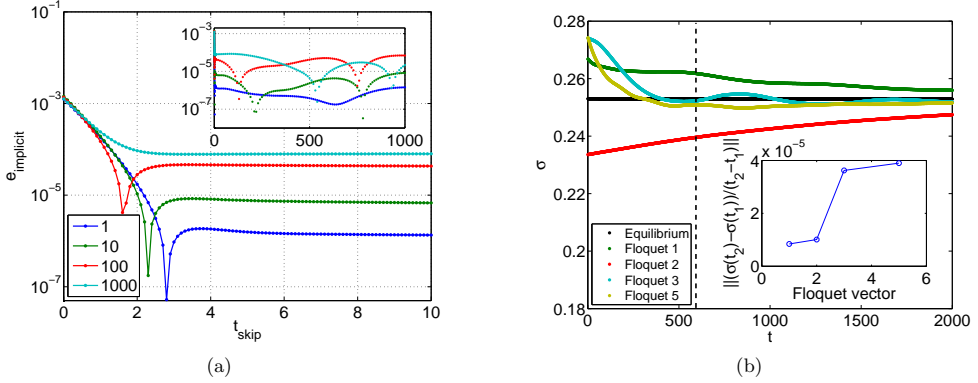 10^-1
10^-3
10^-5
10^-7
e_implicit
0 2 4 6 8 10
t_skip
1
10
100
1000
10^-3
10^-5
10^-7
0 500 1000
(a)
0.28
0.26
0.24
0.22
0.2
0.18
σ
0 500 1000 1500 2000
t
Equilibrium
Floquet 1
Floquet 2
Floquet 3
Floquet 5
||(σ(t_2)−σ(t_1))/(t_2−t_1)||
4 x 10^-5
2
0
0 2 4 6
Floquet vector
(b)